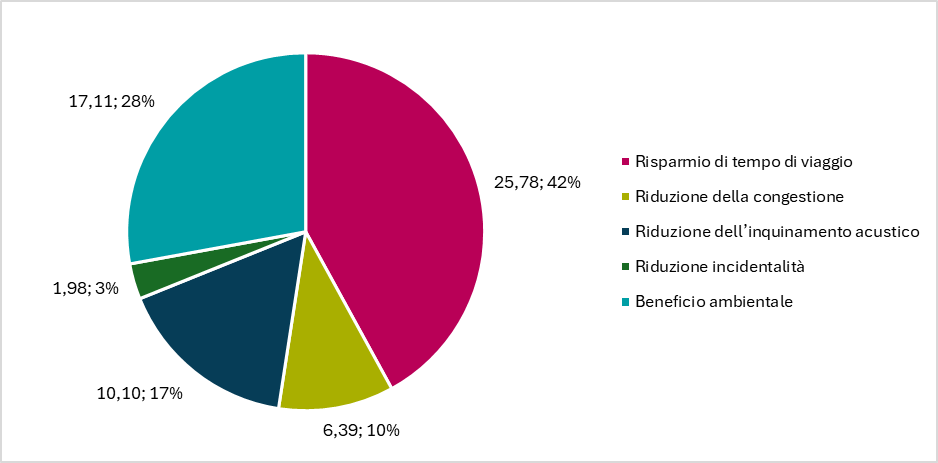 17,11; 28%
25,78; 42%
1,98; 3%
10,10; 17%
6,39; 10%
Risparmio di tempo di viaggio
Riduzione della congestione
Riduzione dell’inquinamento acustico
Riduzione incidentalità
Beneficio ambientale